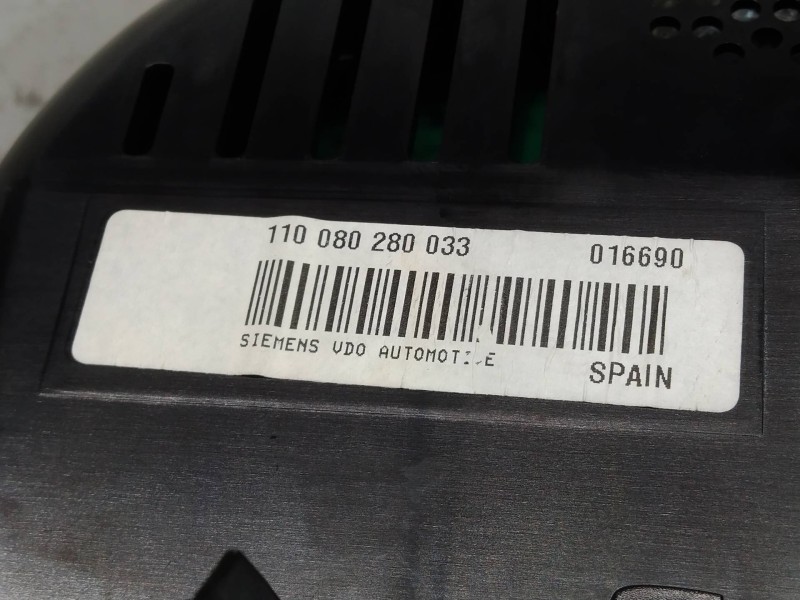 110 080 280 033 016690
SIEMENS VDO AUTOMOTIVE
SPAIN